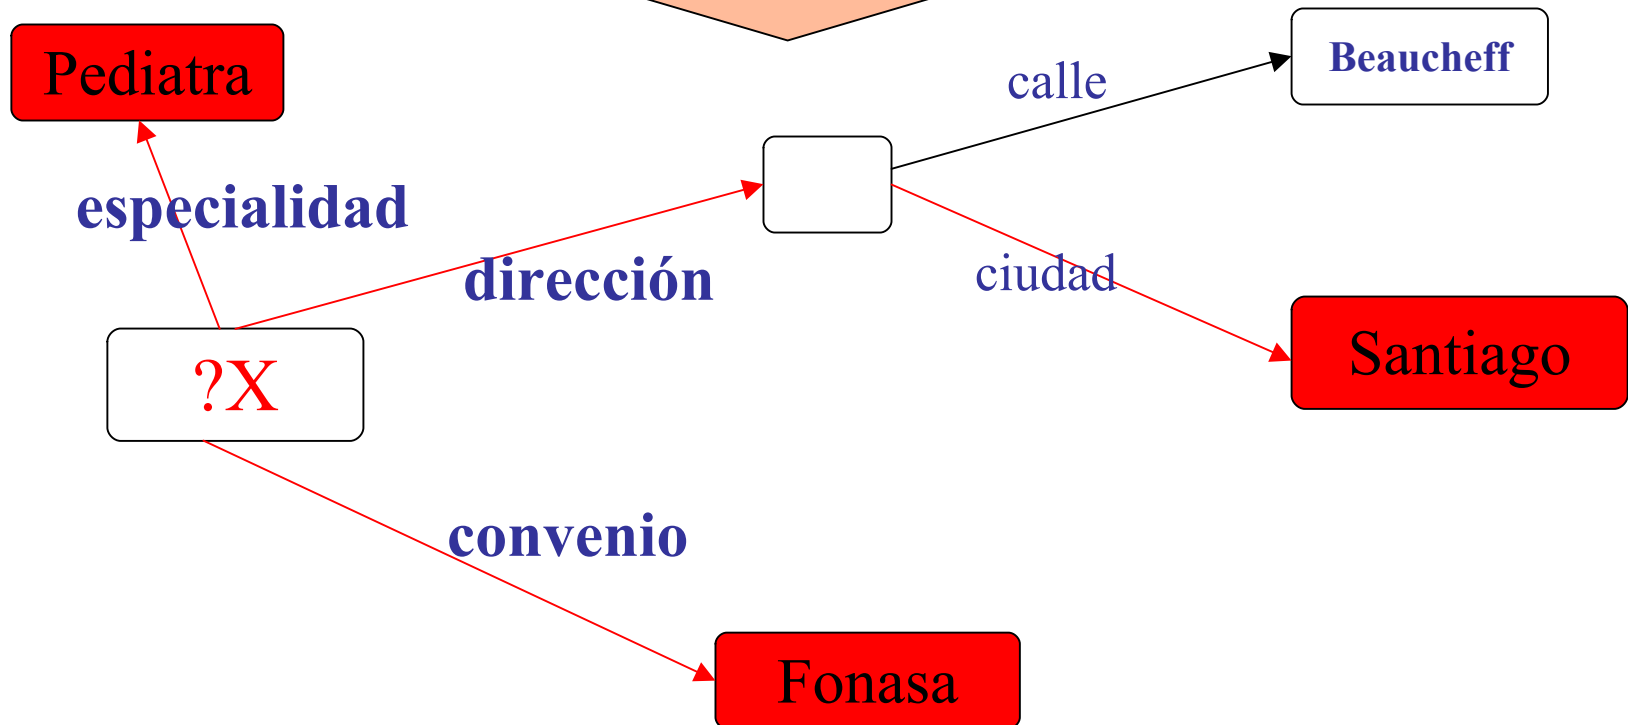 Pediatra
Beaucheff
calle
especialidad
dirección
ciudad
Santiago
?X
convenio
Fonasa